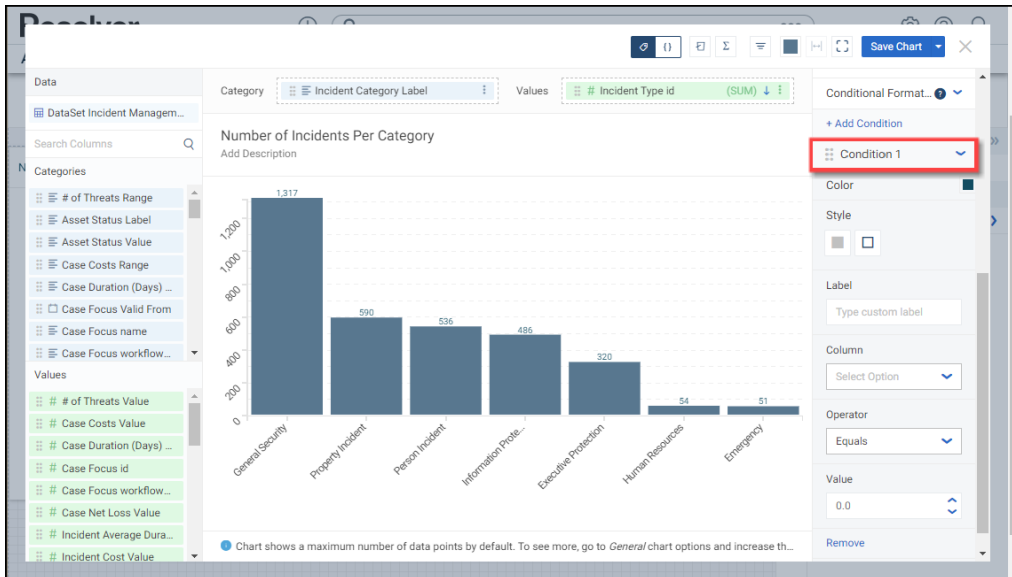 Resolver
Save Chart
Data
DataSet Incident Managem...
Search Columns
Categories
# of Threats Range
Asset Status Label
Asset Status Value
Case Costs Range
Case Duration (Days) ...
Case Focus Valid From
Case Focus name
Case Focus workflow...
Values
# # of Threats Value
# Case Costs Value
# Case Duration (Days) ...
# Case Focus id
# Case Focus workflow...
# Case Net Loss Value
# Incident Average Dura...
# Incident Cost Value
Category
Incident Category Label
Values
# Incident Type id (SUM)
Number of Incidents Per Category
Add Description
1,317
590
536
486
320
54
51
1,200
1,000
800
600
400
200
0
General Security
Property Incident
Person Incident
Information Prote...
Executive Protection
Human Resources
Emergency
Chart shows a maximum number of data points by default. To see more, go to General chart options and increase th...
Conditional Format...
+ Add Condition
Condition 1
Color
Style
Label
Type custom label
Column
Select Option
Operator
Equals
Value
0.0
Remove